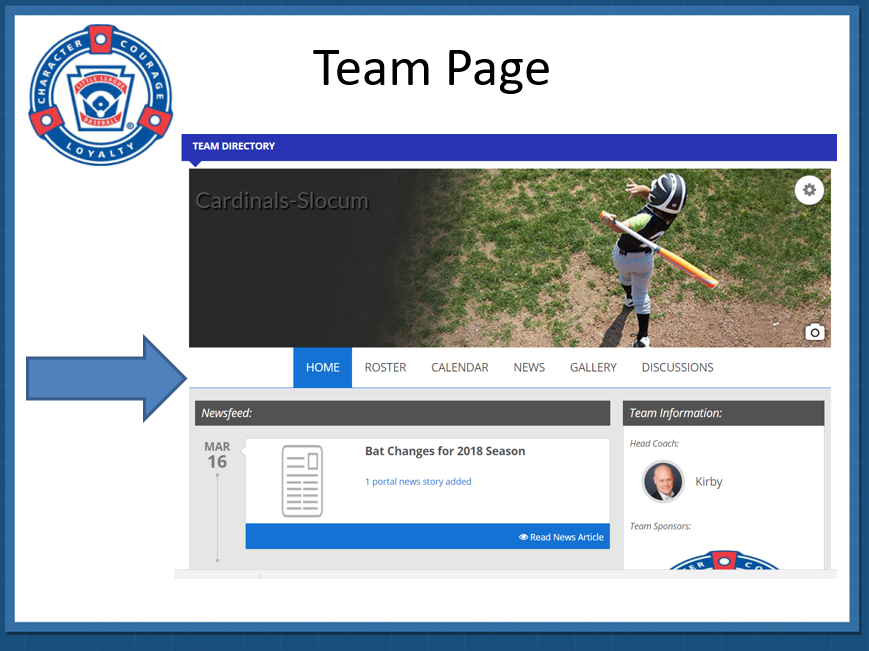 Team Page
CHARACTER COURAGE
LOYALTY
LITTLE LEAGUE
BASEBALL
®
TEAM DIRECTORY
Cardinals-Slocum
HOME ROSTER CALENDAR NEWS GALLERY DISCUSSIONS
Newsfeed:
Team Information:
MAR
16
Bat Changes for 2018 Season
1 portal news story added
Read News Article
Head Coach:
Kirby
Team Sponsors: